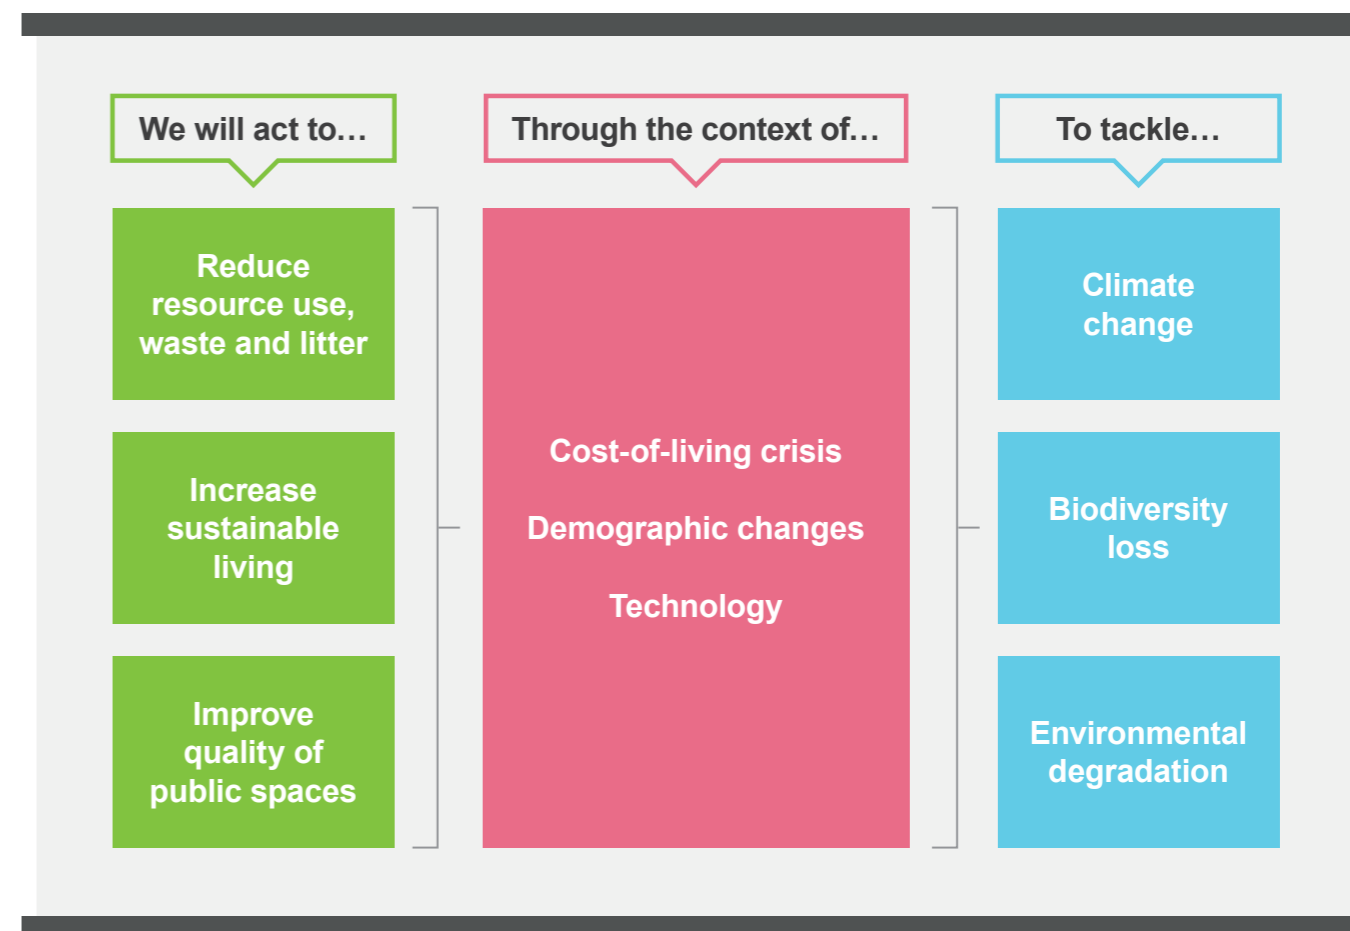 We will act to…
Reduce
resource use,
waste and litter
Increase
sustainable
living
Improve
quality of
public spaces
Through the context of…
Cost-of-living crisis
Demographic changes
Technology
To tackle…
Climate
change
Biodiversity
loss
Environmental
degradation